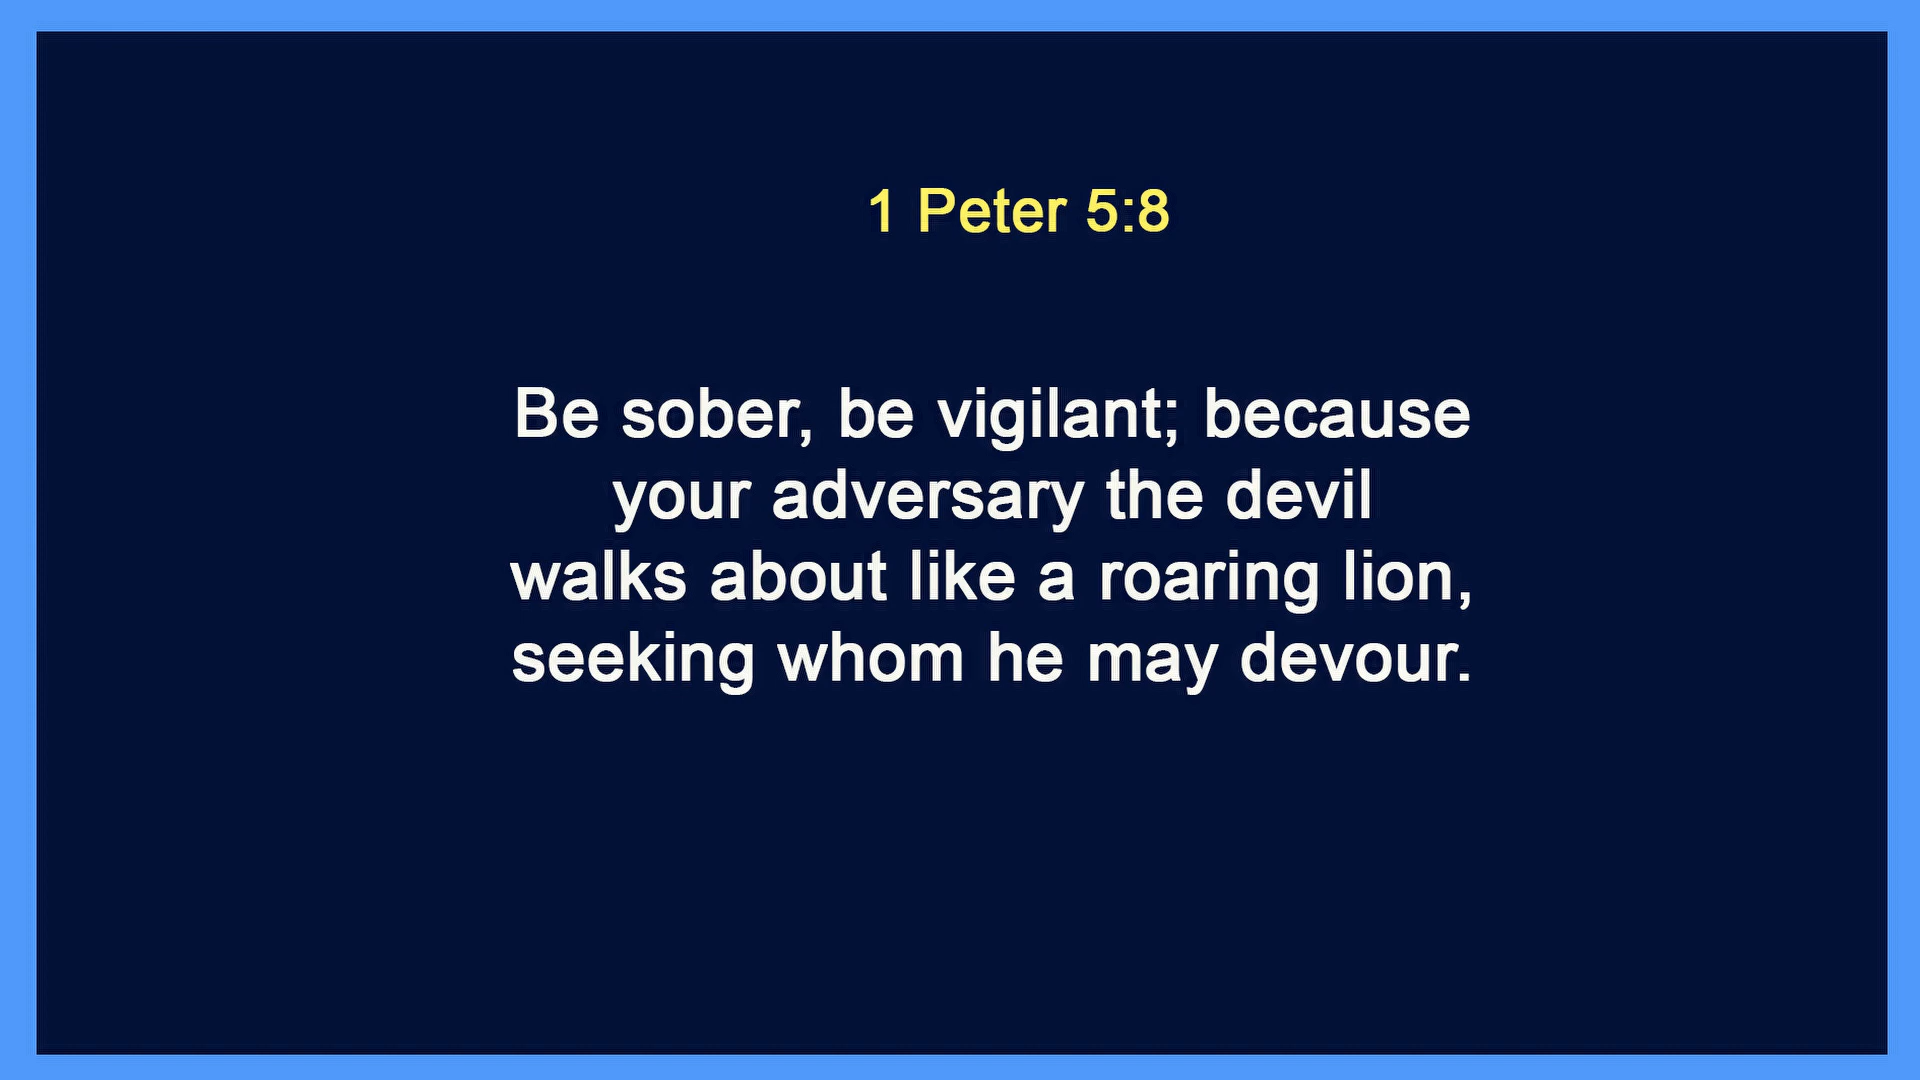 1 Peter 5:8
Be sober, be vigilant; because
your adversary the devil
walks about like a roaring lion,
seeking whom he may devour.